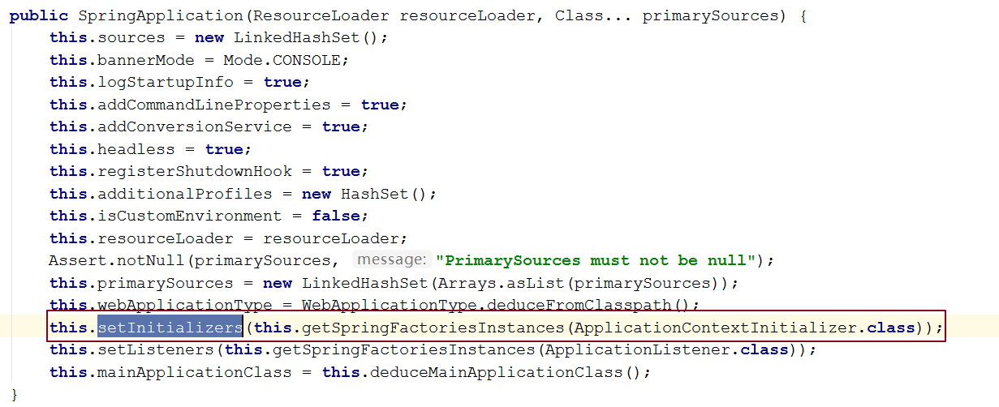 public SpringApplication(ResourceLoader resourceLoader, Class... primarySources) {
this.sources = new LinkedHashSet();
this.bannerMode = Mode.CONSOLE;
this.logStartupInfo = true;
this.addCommandLineProperties = true;
this.addConversionService = true;
this.headless = true;
this.registerShutdownHook = true;
this.additionalProfiles = new HashSet();
this.isCustomEnvironment = false;
this.resourceLoader = resourceLoader;
Assert.notNull(primarySources, message: "PrimarySources must not be null");
this.primarySources = new LinkedHashSet(Arrays.asList(primarySources));
this.webApplicationType = WebApplicationType.deduceFromClasspath();
this.setInitializers(this.getSpringFactoriesInstances(ApplicationContextInitializer.class));
this.setListeners(this.getSpringFactoriesInstances(ApplicationListener.class));
this.mainApplicationClass = this.deduceMainApplicationClass();
}